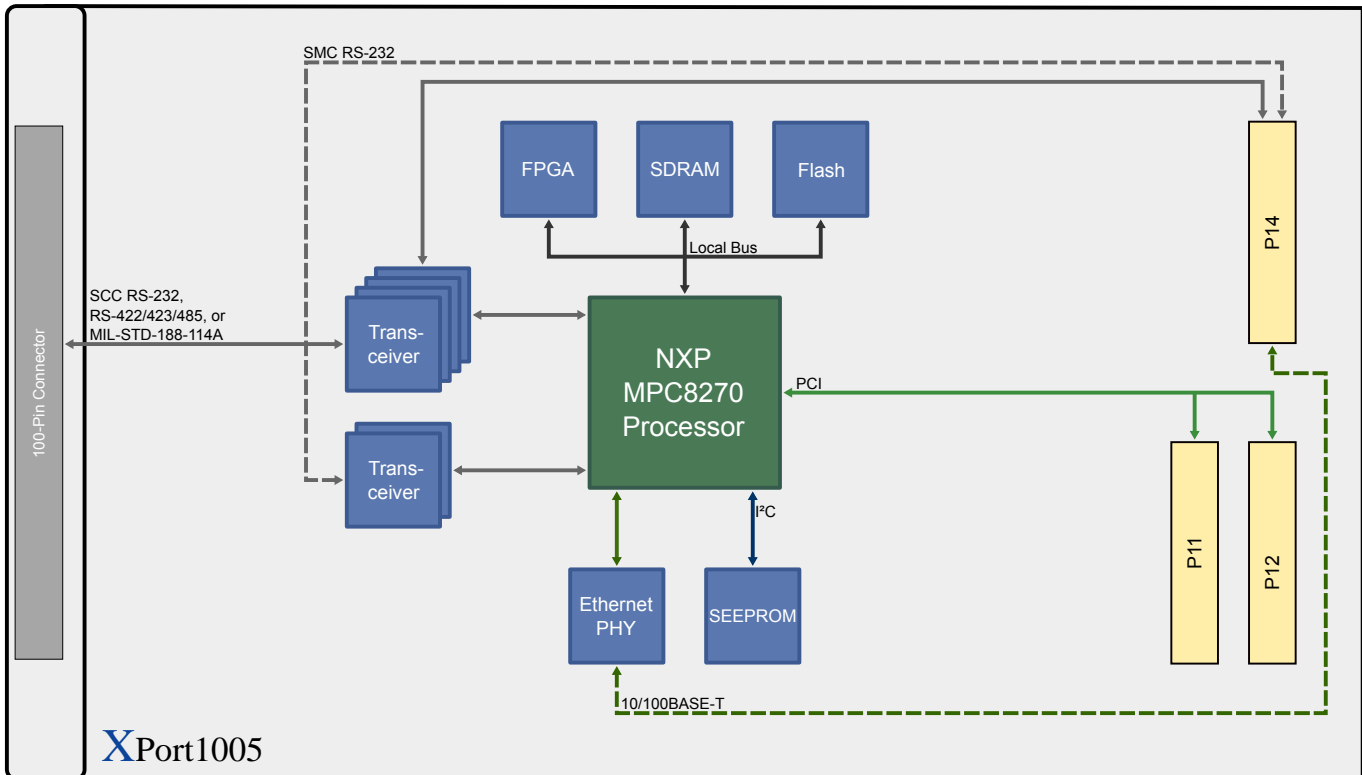 SMC RS-232
FPGA
SDRAM
Flash
P14
Local Bus
SCC RS-232,
RS-422/423/485, or
MIL-STD-188-114A
100-Pin Connector
Trans-
ceiver
NXP
MPC8270
Processor
PCI
Trans-
ceiver
I²C
P11
P12
Ethernet
PHY
SEEPROM
10/100BASE-T
XPort1005